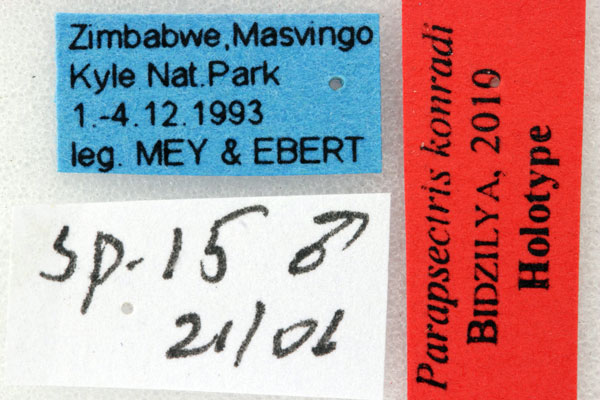 Zimbabwe,Masvingo
Kyle Nat.Park
1.-4.12.1993
leg. MEY & EBERT
sp. 15 ♂
21/06
Parapsectris konradi
BIDZILYA, 2010
Holotype